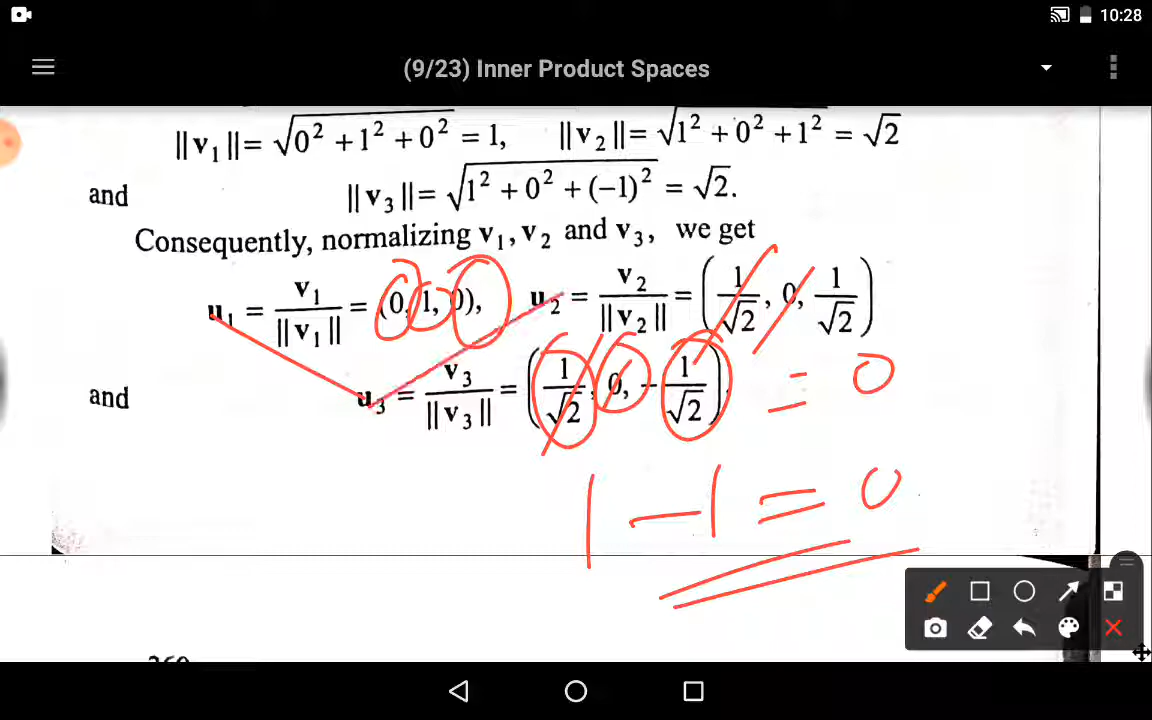 10:28
(9/23) Inner Product Spaces
||v₁||= √(0² +1² +0²) = 1, ||v₂||= √(1² +0² +1²) = √2
and ||v₃||= √(1² +0² +(−1)²) = √2.
Consequently, normalizing v₁, v₂ and v₃, we get
u₁ = v₁/||v₁|| = (0, 1, 0), u₂ = v₂/||v₂|| = (1/√2, 0, 1/√2)
and u₃ = v₃/||v₃|| = (1/√2, 0, −1/√2) = 0
1 − 1 = 0